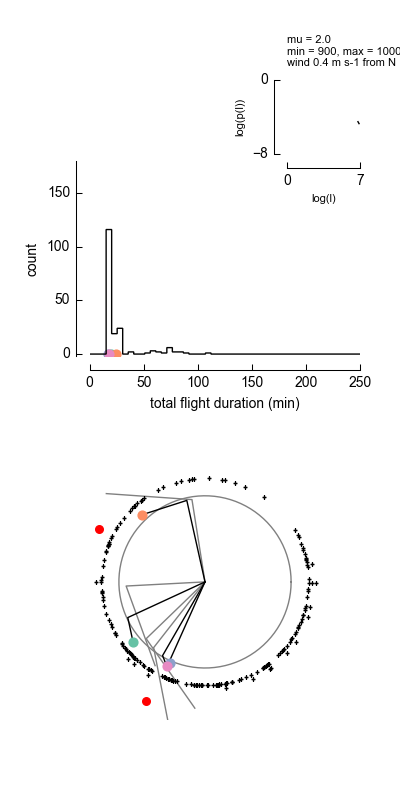 mu = 2.0
min = 900, max = 1000
wind 0.4 m s-1 from N
0
log(p(l))
−8
0
7
log(l)
150
100
50
0
count
0
50
100
150
200
250
total flight duration (min)